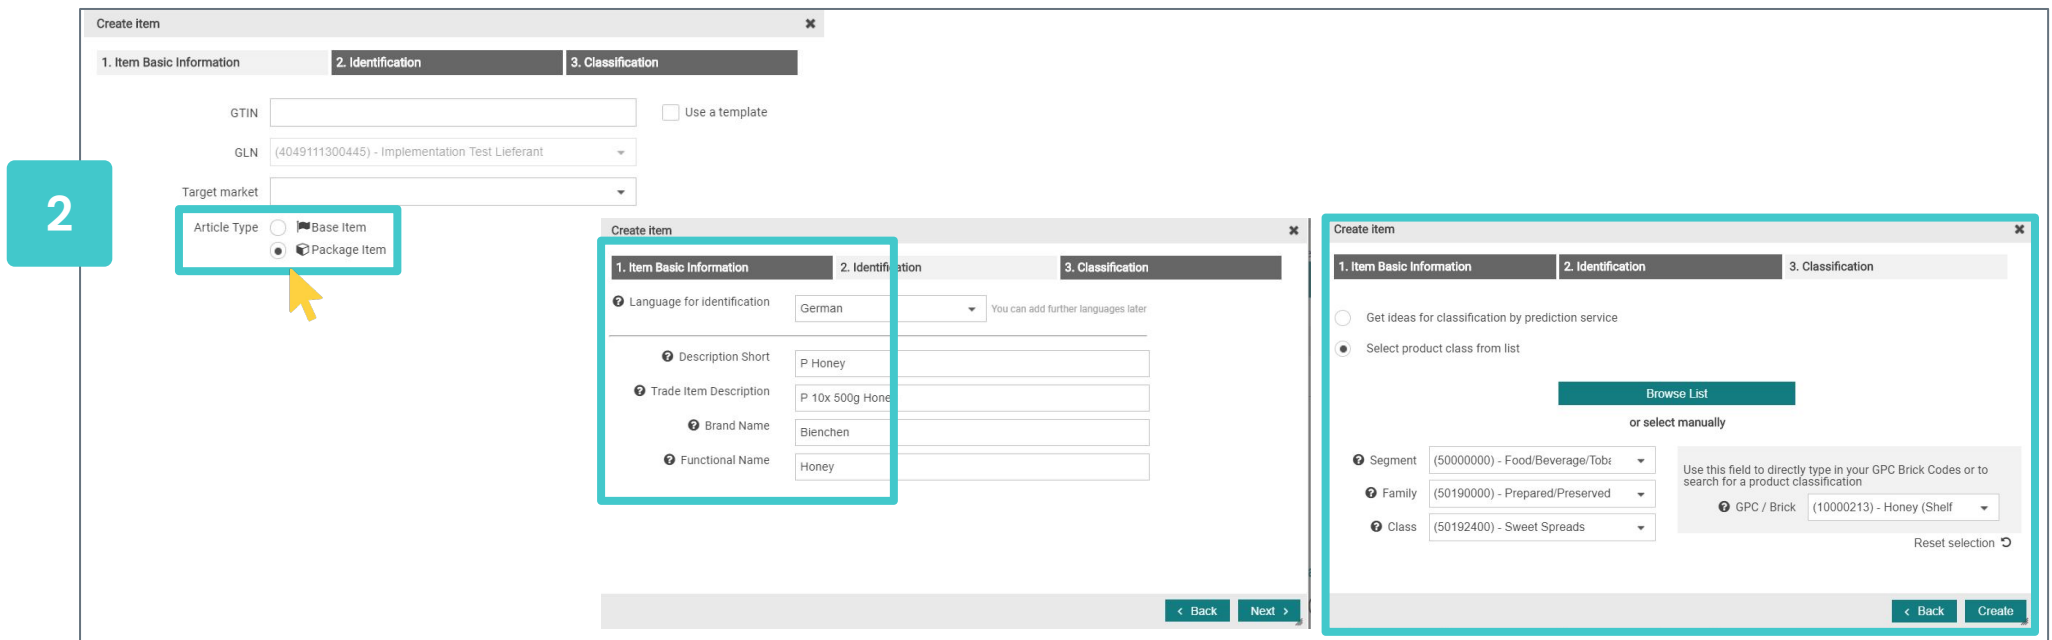 2
Create item
1. Item Basic Information 2. Identification 3. Classification
GTIN Use a template
GLN (4049111300445) - Implementation Test Lieferant
Target market
Article Type Base Item
Package Item
Create item
1. Item Basic Information 2. Identification 3. Classification
Language for identification German You can add further languages later
Description Short P Honey
Trade Item Description P 10x 500g Honey
Brand Name Bienchen
Functional Name Honey
< Back Next >
Create item
1. Item Basic Information 2. Identification 3. Classification
Get ideas for classification by prediction service
Select product class from list
Browse List
or select manually
Segment (50000000) - Food/Beverage/Toba
Family (50190000) - Prepared/Preserved
Class (50192400) - Sweet Spreads
Use this field to directly type in your GPC Brick Codes or to
search for a product classification
GPC / Brick (10000213) - Honey (Shelf
Reset selection
< Back Create